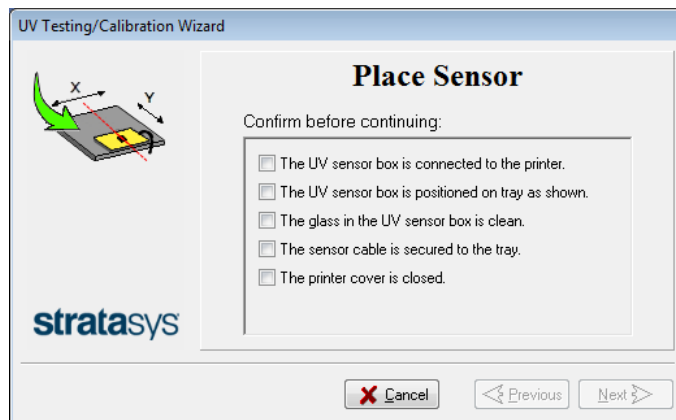 UV Testing/Calibration Wizard
X
Y
Place Sensor
Confirm before continuing:
The UV sensor box is connected to the printer.
The UV sensor box is positioned on tray as shown.
The glass in the UV sensor box is clean.
The sensor cable is secured to the tray.
The printer cover is closed.
stratasys
Cancel
Previous
Next